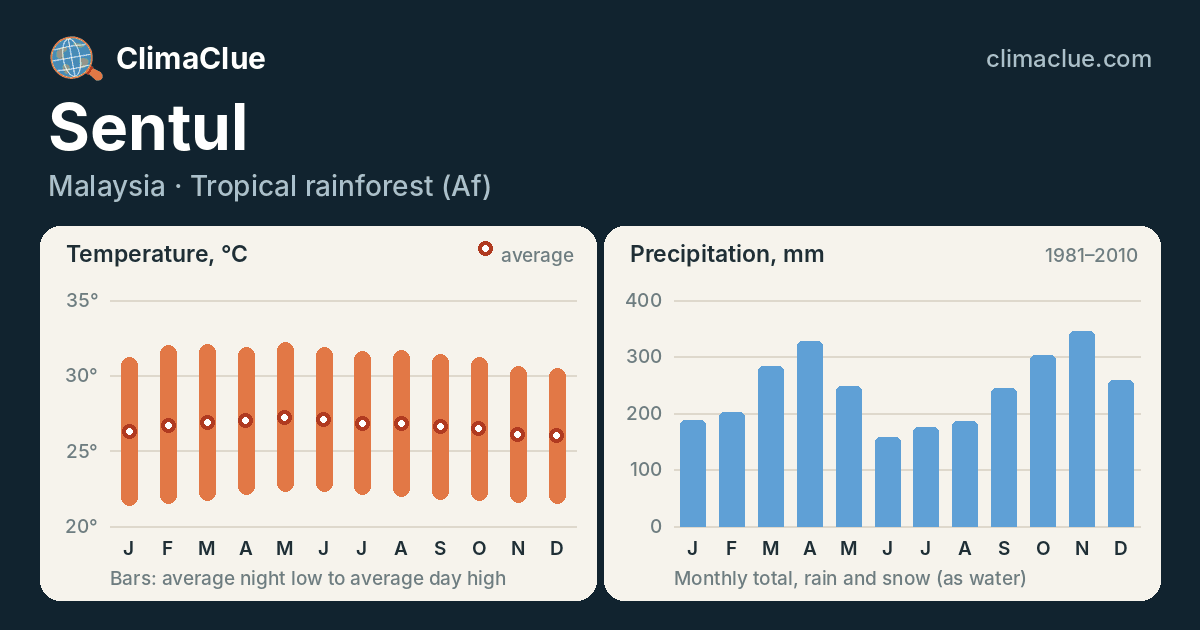 ClimaClue
climaclue.com
Sentul
Malaysia · Tropical rainforest (Af)
Temperature, °C
average
35°
30°
25°
20°
J F M A M J J A S O N D
Bars: average night low to average day high
Precipitation, mm
1981–2010
400
300
200
100
0
J F M A M J J A S O N D
Monthly total, rain and snow (as water)